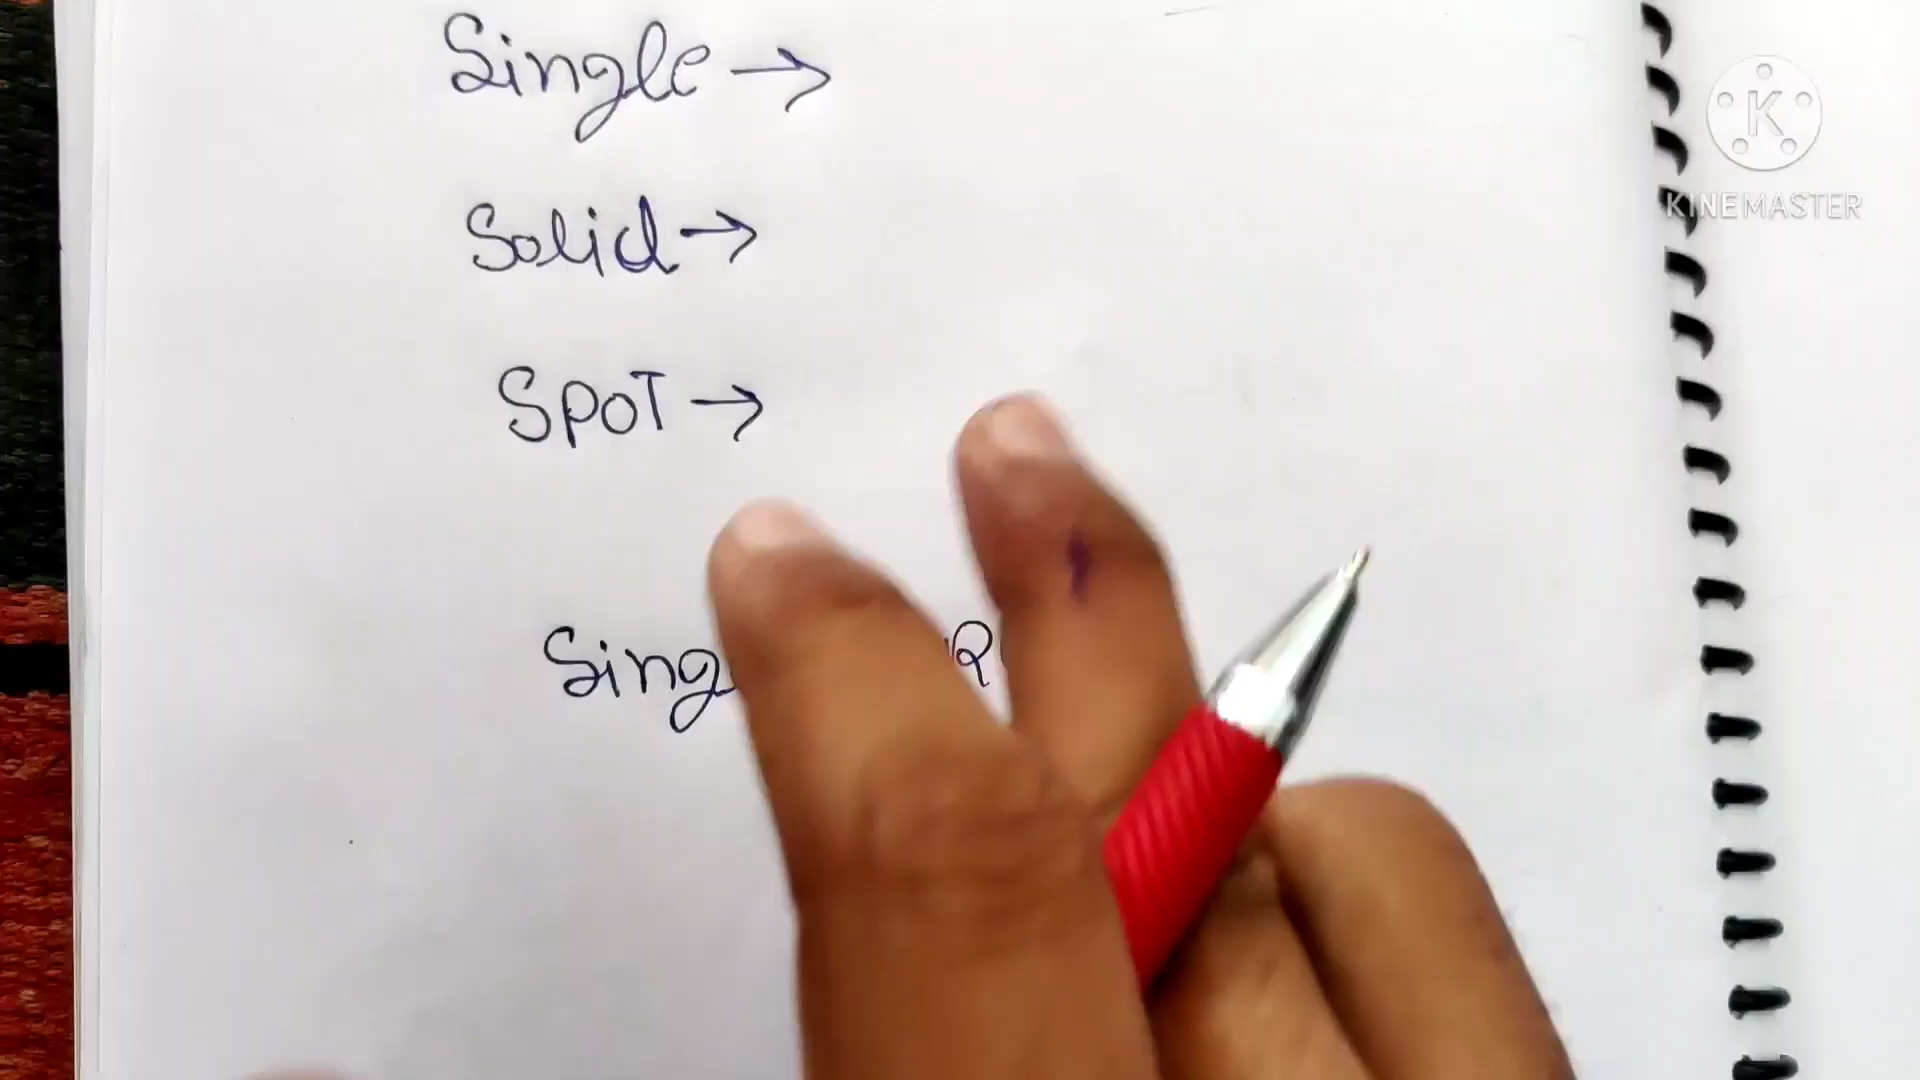 Single →
Solid →
SPOT →
K
KINEMASTER